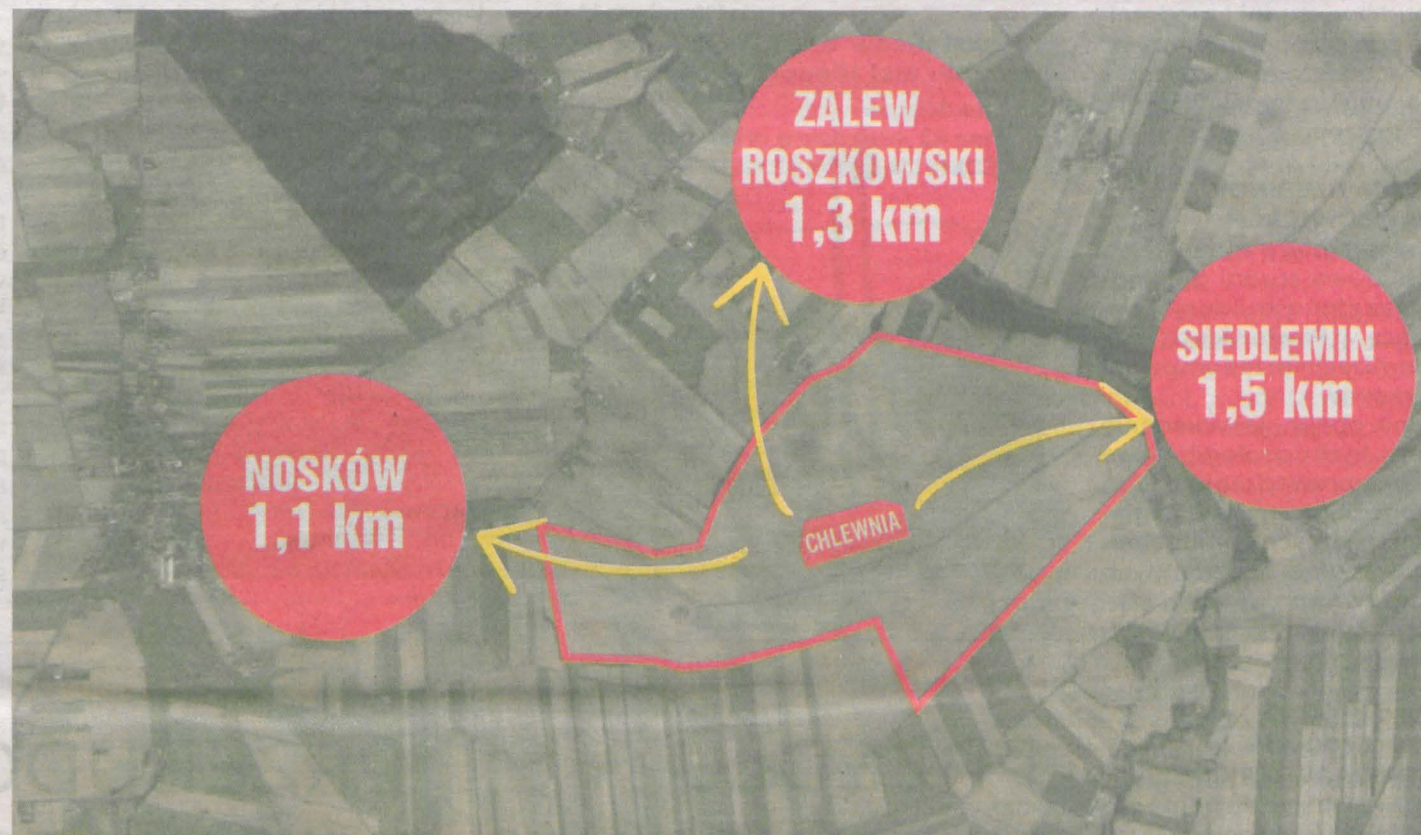 ZALEW
ROSZKOWSKI
1,3 km
SIEDLEMIN
1,5 km
NOSKÓW
1,1 km
CHLEWNIA